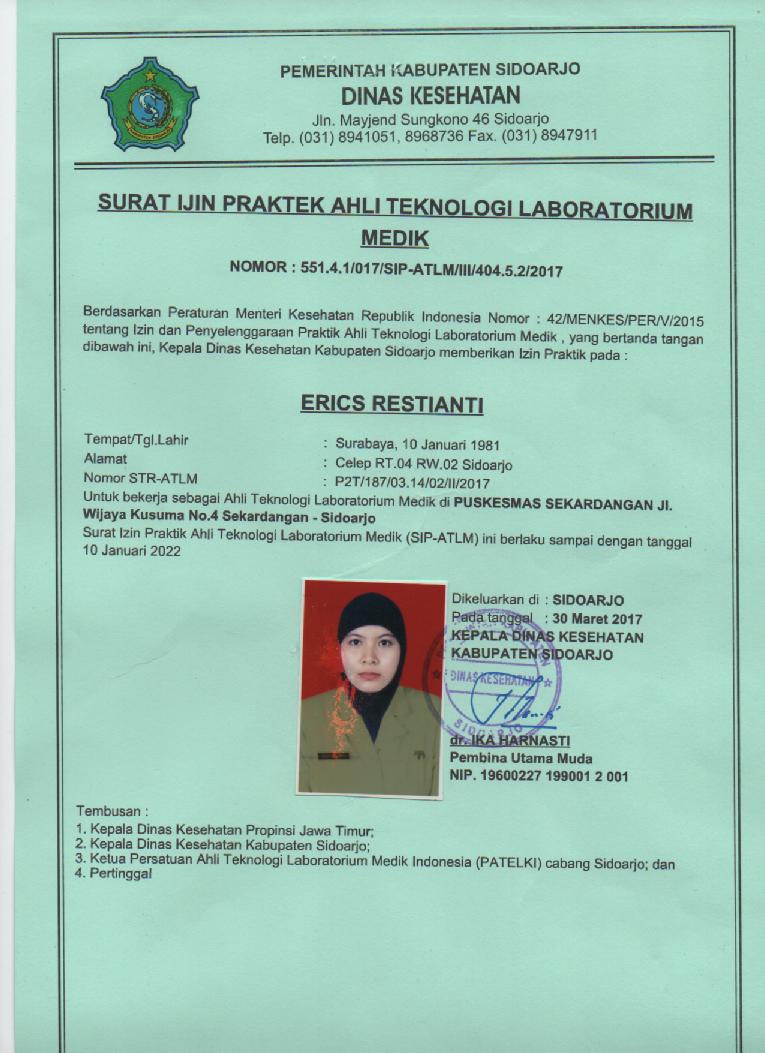 PEMERINTAH KABUPATEN SIDOARJO
DINAS KESEHATAN
Jln. Mayjend Sungkono 46 Sidoarjo
Telp. (031) 8941051, 8968736 Fax. (031) 8947911
SURAT IJIN PRAKTEK AHLI TEKNOLOGI LABORATORIUM
MEDIK
NOMOR : 551.4.1/017/SIP-ATLM/III/404.5.2/2017
Berdasarkan Peraturan Menteri Kesehatan Republik Indonesia Nomor : 42/MENKES/PER/V/2015
tentang Izin dan Penyelenggaraan Praktik Ahli Teknologi Laboratorium Medik , yang bertanda tangan
dibawah ini, Kepala Dinas Kesehatan Kabupaten Sidoarjo memberikan Izin Praktik pada :
ERICS RESTIANTI
Tempat/Tgl.Lahir : Surabaya, 10 Januari 1981
Alamat : Celep RT.04 RW.02 Sidoarjo
Nomor STR-ATLM : P2T/187/03.14/02/II/2017
Untuk bekerja sebagai Ahli Teknologi Laboratorium Medik di PUSKESMAS SEKARDANGAN Jl.
Wijaya Kusuma No.4 Sekardangan - Sidoarjo
Surat Izin Praktik Ahli Teknologi Laboratorium Medik (SIP-ATLM) ini berlaku sampai dengan tanggal
10 Januari 2022
Dikeluarkan di : SIDOARJO
Pada tanggal : 30 Maret 2017
KEPALA DINAS KESEHATAN
KABUPATEN SIDOARJO
DINAS KESEHATAN
SIDOARJO
dr. IKA HARNASTI
Pembina Utama Muda
NIP. 19600227 199001 2 001
Tembusan :
1. Kepala Dinas Kesehatan Propinsi Jawa Timur;
2. Kepala Dinas Kesehatan Kabupaten Sidoarjo;
3. Ketua Persatuan Ahli Teknologi Laboratorium Medik Indonesia (PATELKI) cabang Sidoarjo; dan
4. Pertinggal